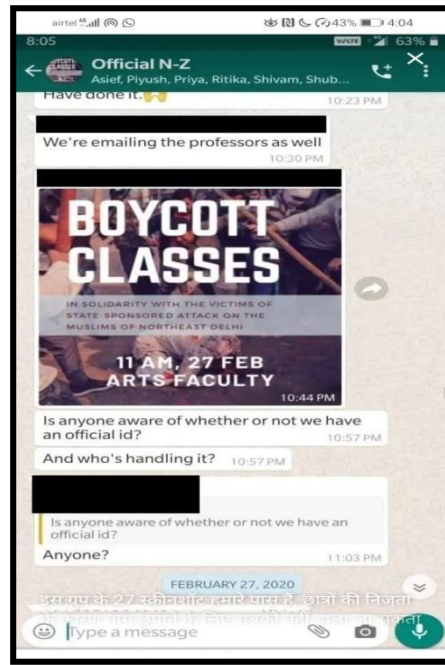 airtel 43% 4:04
8:05 VoLTE 63%
Official N-Z
Asief, Piyush, Priya, Ritika, Shivam, Shub...
Have done it.🙌
10:23 PM
We're emailing the professors as well
10:30 PM
BOYCOTT
CLASSES
IN SOLIDARITY WITH THE VICTIMS OF
STATE SPONSORED ATTACK ON THE
MUSLIMS OF NORTHEAST DELHI
11 AM, 27 FEB
ARTS FACULTY
10:44 PM
Is anyone aware of whether or not we have
an official id?
10:57 PM
And who's handling it? 10:57 PM
Is anyone aware of whether or not we have an
official id?
Anyone?
11:03 PM
FEBRUARY 27, 2020
इस ग्रुप के 27 स्क्रीनशॉट हमारे पास हैं, छात्रों की निजता
के कारण
Type a message